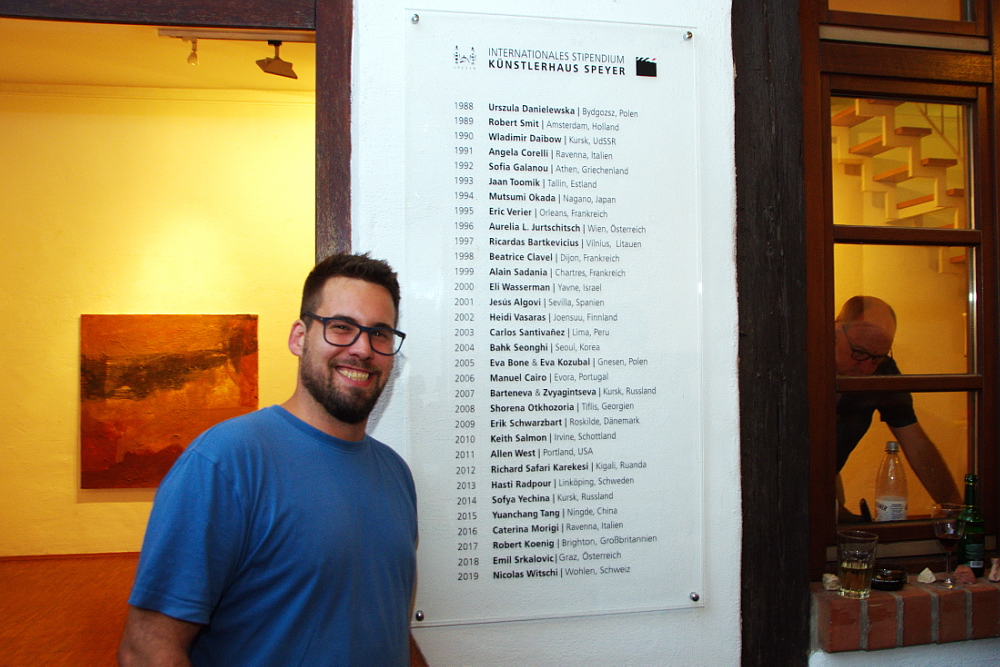 INTERNATIONALES STIPENDIUM
KÜNSTLERHAUS SPEYER
1988 Urszula Danielewska | Bydgozsz, Polen
1989 Robert Smit | Amsterdam, Holland
1990 Wladimir Daibow | Kursk, UdSSR
1991 Angela Corelli | Ravenna, Italien
1992 Sofia Galanou | Athen, Griechenland
1993 Jaan Toomik | Tallin, Estland
1994 Mutsumi Okada | Nagano, Japan
1995 Eric Verier | Orleans, Frankreich
1996 Aurelia L. Jurtschitsch | Wien, Österreich
1997 Ricardas Bartkevicius | Vilnius, Litauen
1998 Beatrice Clavel | Dijon, Frankreich
1999 Alain Sadania | Chartres, Frankreich
2000 Eli Wasserman | Yavne, Israel
2001 Jesús Algovi | Sevilla, Spanien
2002 Heidi Vasaras | Joensuu, Finnland
2003 Carlos Santivañez | Lima, Peru
2004 Bahk Seonghi | Seoul, Korea
2005 Eva Bone & Eva Kozubal | Gnesen, Polen
2006 Manuel Cairo | Evora, Portugal
2007 Barteneva & Zvyagintseva | Kursk, Russland
2008 Shorena Otkhozoria | Tiflis, Georgien
2009 Erik Schwarzbart | Roskilde, Dänemark
2010 Keith Salmon | Irvine, Schottland
2011 Allen West | Portland, USA
2012 Richard Safari Karekesi | Kigali, Ruanda
2013 Hasti Radpour | Linköping, Schweden
2014 Sofya Yechina | Kursk, Russland
2015 Yuanchang Tang | Ningde, China
2016 Caterina Morigi | Ravenna, Italien
2017 Robert Koenig | Brighton, Großbritannien
2018 Emil Srkalovic | Graz, Österreich
2019 Nicolas Witschi | Wohlen, Schweiz